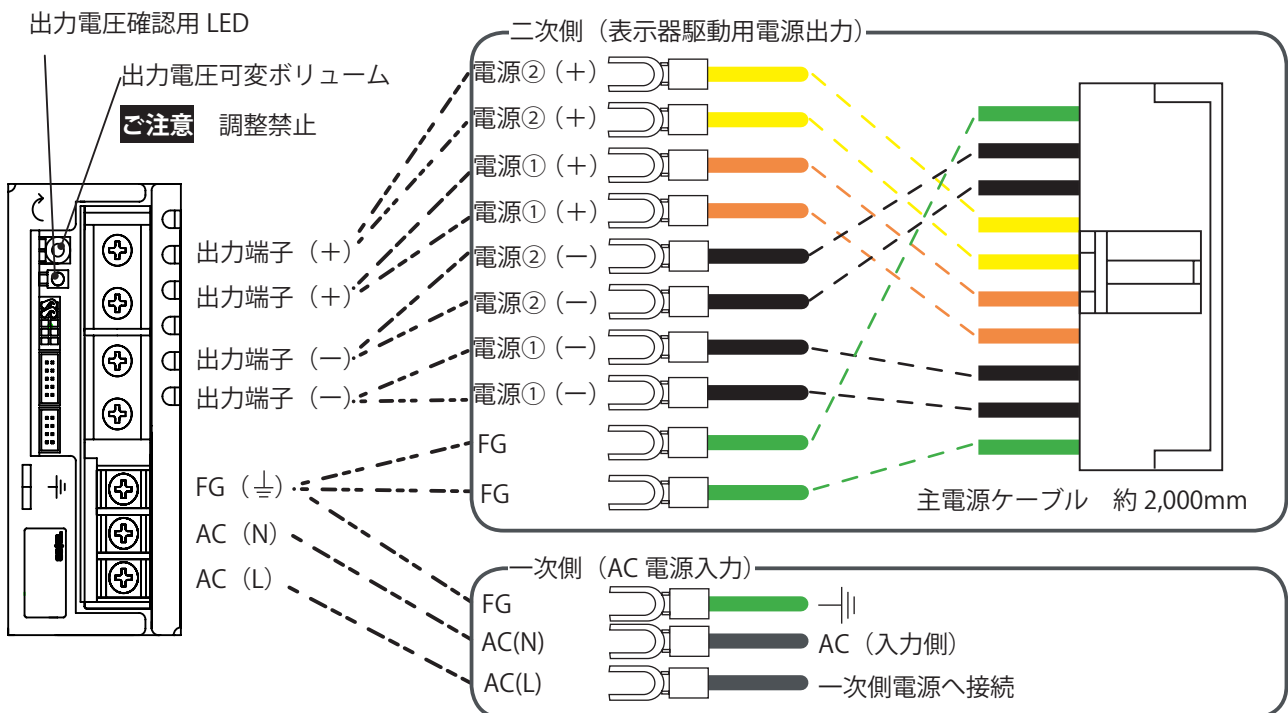 出力電圧確認用 LED
出力電圧可変ボリューム
ご注意 調整禁止
出力端子（＋）
出力端子（＋）
出力端子（−）
出力端子（−）
FG（⏚）
AC（N）
AC（L）
二次側（表示器駆動用電源出力）
電源②（＋）
電源②（＋）
電源①（＋）
電源①（＋）
電源②（−）
電源②（−）
電源①（−）
電源①（−）
FG
FG
主電源ケーブル 約 2,000mm
一次側（AC 電源入力）
FG
AC(N)
AC（入力側）
AC(L)
一次側電源へ接続